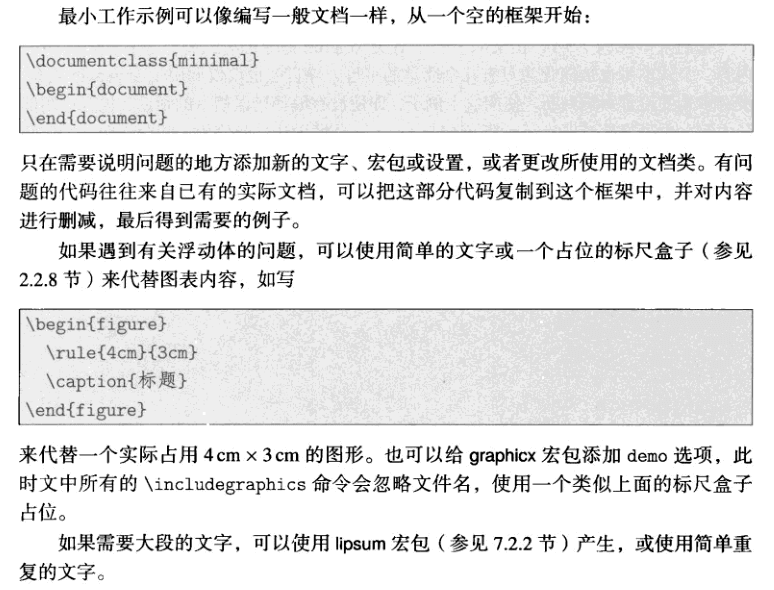 最小工作示例可以像编写一般文档一样，从一个空的框架开始：
\documentclass{minimal}
\begin{document}
\end{document}
只在需要说明问题的地方添加新的文字、宏包或设置，或者更改所使用的文档类。有问
题的代码往往来自已有的实际文档，可以把这部分代码复制到这个框架中，并对内容
进行删减，最后得到需要的例子。
如果遇到有关浮动体的问题，可以使用简单的文字或一个占位的标尺盒子（参见
2.2.8 节）来代替图表内容，如写
\begin{figure}
\rule{4cm}{3cm}
\caption{标题}
\end{figure}
来代替一个实际占用 4 cm × 3 cm 的图形。也可以给 graphicx 宏包添加 demo 选项，此
时文中所有的 \includegraphics 命令会忽略文件名，使用一个类似上面的标尺盒子
占位。
如果需要大段的文字，可以使用 lipsum 宏包（参见 7.2.2 节）产生，或使用简单重
复的文字。